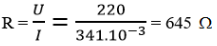 R = U/I = 220/341.10⁻³ = 645 Ω